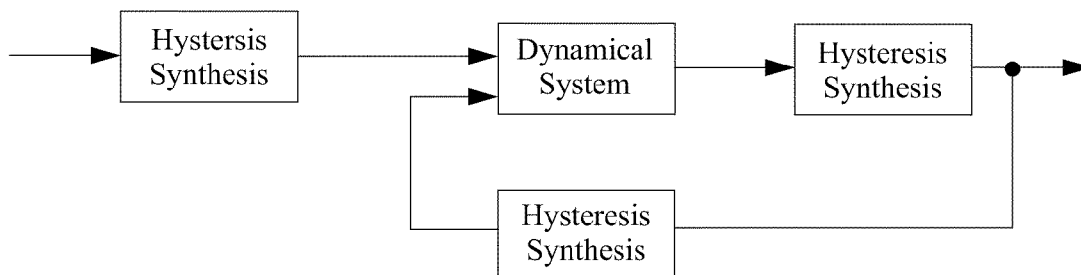 Hystersis
Synthesis
Dynamical
System
Hysteresis
Synthesis
Hysteresis
Synthesis